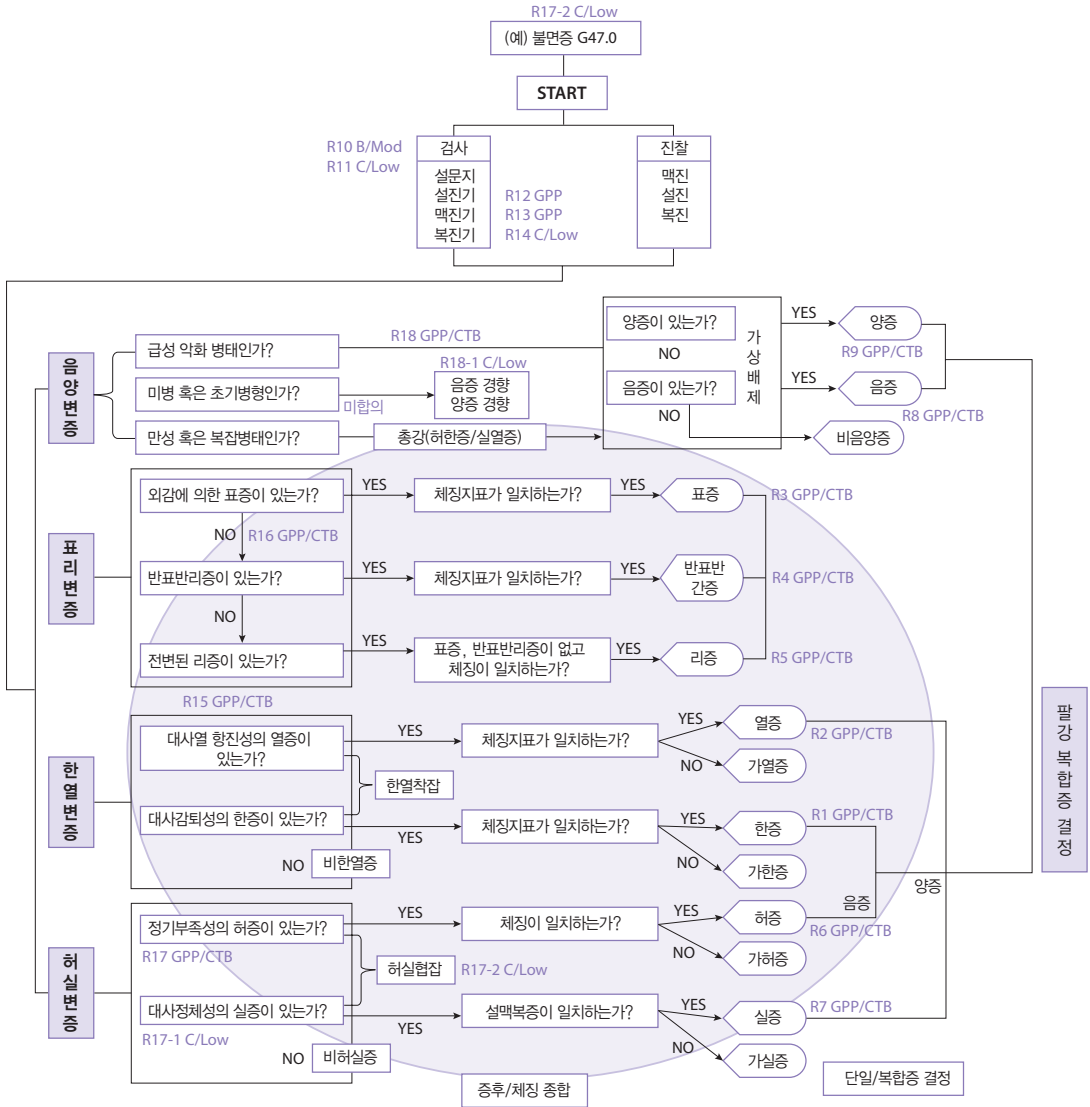 R17-2 C/Low
(예) 불면증 G47.0
START
R10 B/Mod
R11 C/Low
검사
설문지
설진기
맥진기
복진기
R12 GPP
R13 GPP
R14 C/Low
진찰
맥진
설진
복진
음양변증
급성 악화 병태인가?
R18 GPP/CTB
미병 혹은 초기병형인가?
미합의
R18-1 C/Low
음증 경향
양증 경향
만성 혹은 복잡병태인가?
총강(허한증/실열증)
양증이 있는가?
NO
음증이 있는가?
NO
가상배제
YES
양증
R9 GPP/CTB
YES
음증
R8 GPP/CTB
비음양증
표리변증
외감에 의한 표증이 있는가?
YES
체징지표가 일치하는가?
YES
표증
R3 GPP/CTB
NO
R16 GPP/CTB
반표반리증이 있는가?
YES
체징지표가 일치하는가?
YES
반표반
간증
R4 GPP/CTB
NO
전변된 리증이 있는가?
YES
표증, 반표반리증이 없고
체징이 일치하는가?
YES
리증
R5 GPP/CTB
한열변증
R15 GPP/CTB
대사열 항진성의 열증이
있는가?
YES
체징지표가 일치하는가?
YES
열증
R2 GPP/CTB
NO
가열증
한열착잡
대사감퇴성의 한증이 있는가?
YES
체징지표가 일치하는가?
YES
한증
R1 GPP/CTB
NO
가한증
NO
비한열증
허실변증
정기부족성의 허증이 있는가?
R17 GPP/CTB
YES
체징이 일치하는가?
YES
허증
R6 GPP/CTB
NO
가허증
허실협잡
R17-2 C/Low
대사정체성의 실증이 있는가?
R17-1 C/Low
YES
설맥복증이 일치하는가?
YES
실증
R7 GPP/CTB
NO
가실증
NO
비허실증
음증
양증
팔강 복합증 결정
증후/체징 종합
단일/복합증 결정